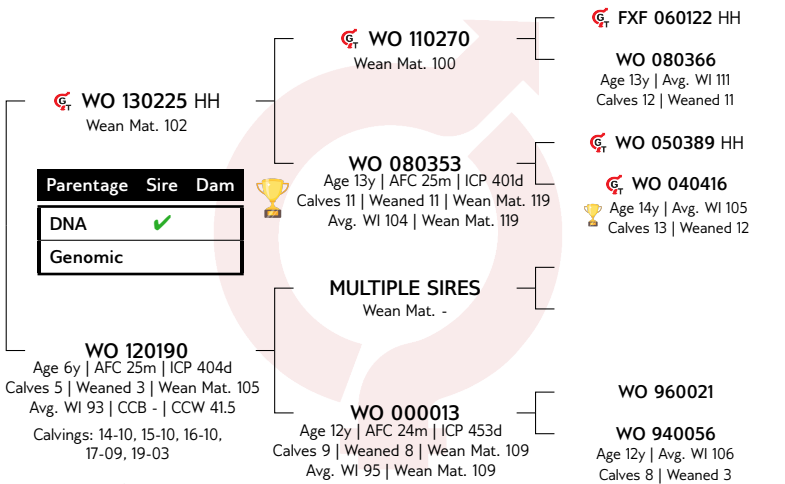 GT FXF 060122 HH
GT WO 110270
Wean Mat. 100
WO 080366
Age 13y | Avg. WI 111
Calves 12 | Weaned 11
GT WO 130225 HH
Wean Mat. 102
GT WO 050389 HH
WO 080353
Age 13y | AFC 25m | ICP 401d
Calves 11 | Weaned 11 | Wean Mat. 119
Avg. WI 104 | Wean Mat. 119
GT WO 040416
Age 14y | Avg. WI 105
Calves 13 | Weaned 12
Parentage Sire Dam
DNA ✔
Genomic
MULTIPLE SIRES
Wean Mat. -
WO 120190
Age 6y | AFC 25m | ICP 404d
Calves 5 | Weaned 3 | Wean Mat. 105
Avg. WI 93 | CCB - | CCW 41.5
Calvings: 14-10, 15-10, 16-10,
17-09, 19-03
WO 960021
WO 000013
Age 12y | AFC 24m | ICP 453d
Calves 9 | Weaned 8 | Wean Mat. 109
Avg. WI 95 | Wean Mat. 109
WO 940056
Age 12y | Avg. WI 106
Calves 8 | Weaned 3